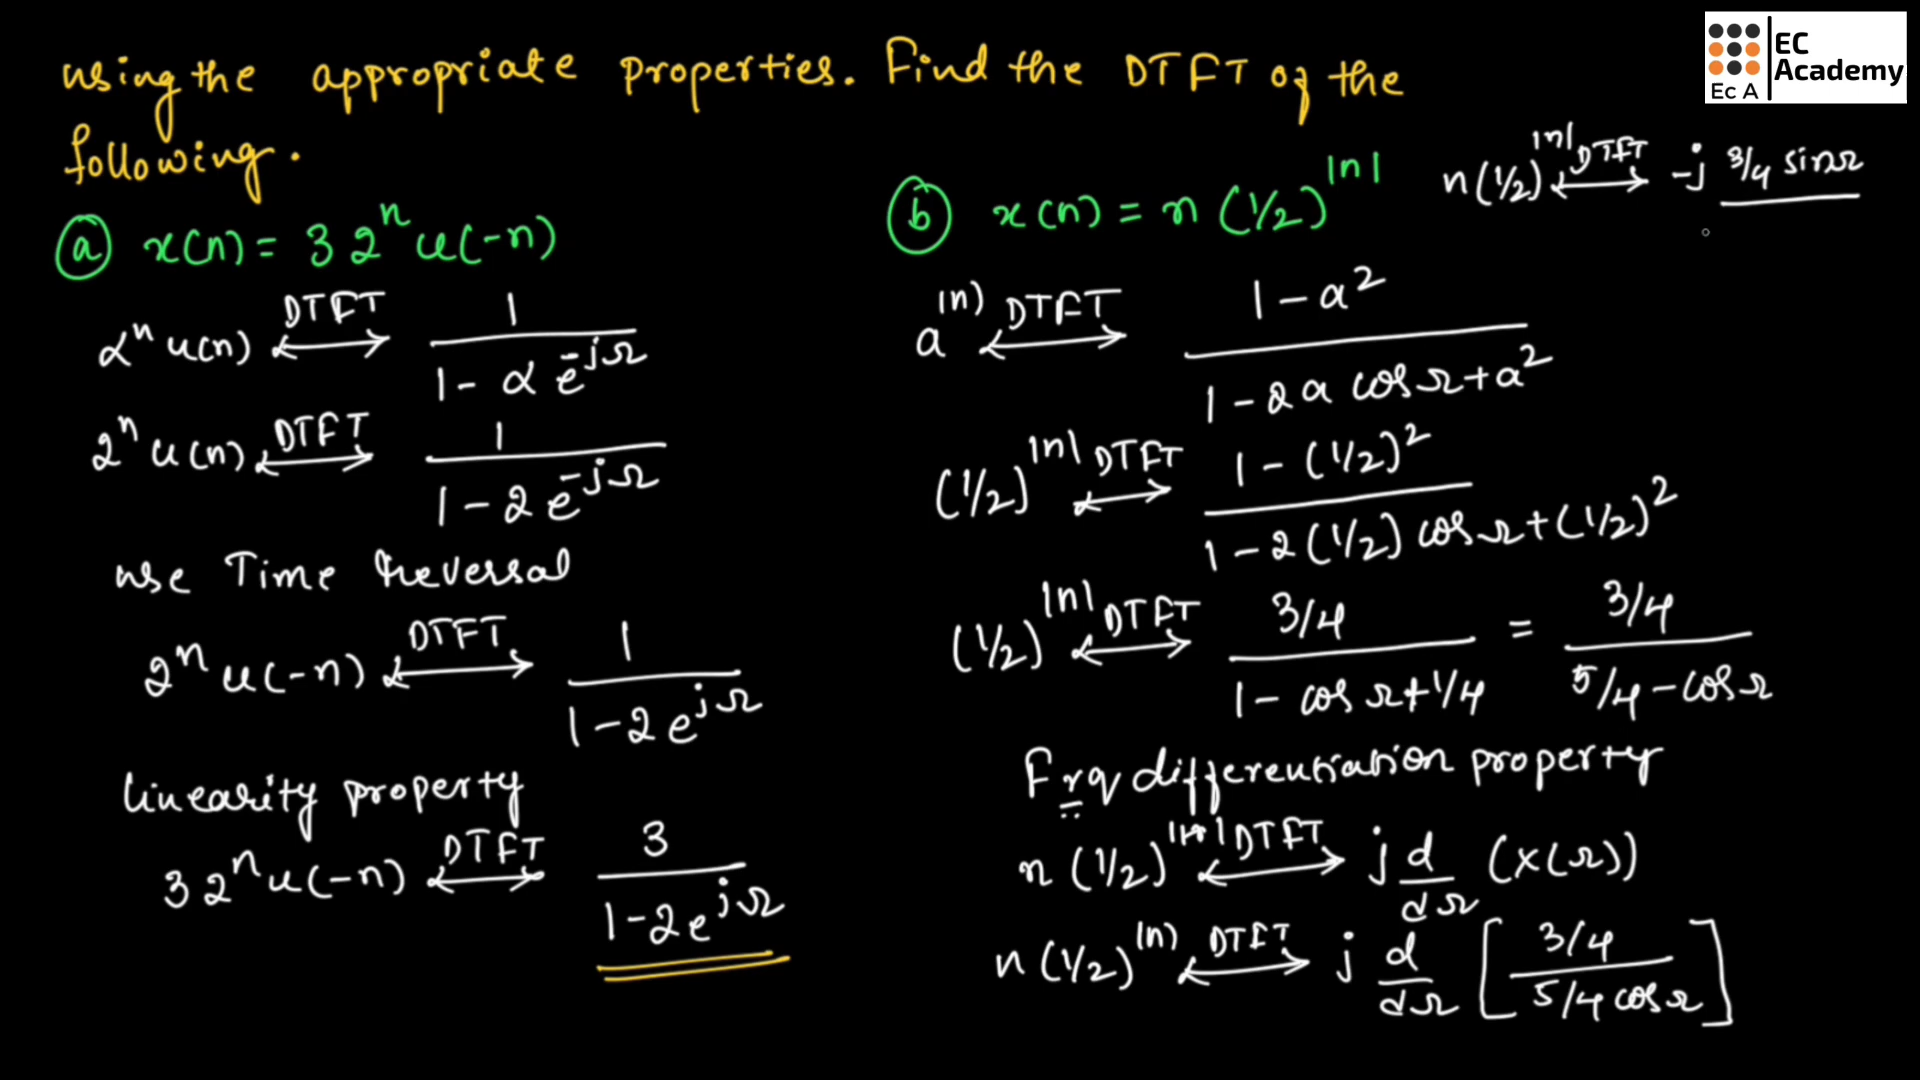 using the appropriate properties. Find the DTFT of the
following.
EC
Academy
Ec A
(a) x(n) = 3 2^n u(-n)
α^n u(n) <-DTFT-> 1 / (1 - α e^-jΩ)
2^n u(n) <-DTFT-> 1 / (1 - 2 e^-jΩ)
use Time Reversal
2^n u(-n) <-DTFT-> 1 / (1 - 2 e^jΩ)
linearity property
3 2^n u(-n) <-DTFT-> 3 / (1 - 2 e^jΩ)
(b) x(n) = n (1/2)^|n|
a^|n| <-DTFT-> (1 - a^2) / (1 - 2a cosΩ + a^2)
(1/2)^|n| <-DTFT-> (1 - (1/2)^2) / (1 - 2(1/2) cosΩ + (1/2)^2)
(1/2)^|n| <-DTFT-> (3/4) / (1 - cosΩ + 1/4) = (3/4) / (5/4 - cosΩ)
Frq differentiation property
n (1/2)^|n| <-DTFT-> j d/dΩ (X(Ω))
n (1/2)^|n| <-DTFT-> j d/dΩ [ (3/4) / (5/4 cosΩ) ]
n (1/2)^|n| <-DTFT-> -j 3/4 sinΩ